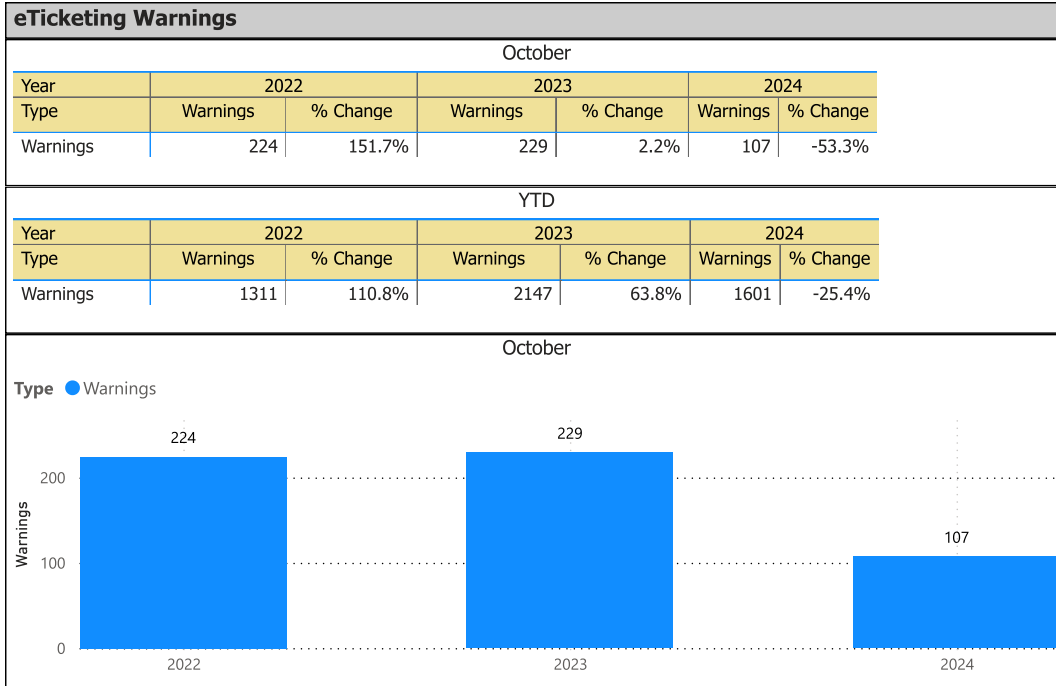 eTicketing Warnings
October
Year 2022 2023 2024
Type Warnings % Change Warnings % Change Warnings % Change
Warnings 224 151.7% 229 2.2% 107 -53.3%
YTD
Year 2022 2023 2024
Type Warnings % Change Warnings % Change Warnings % Change
Warnings 1311 110.8% 2147 63.8% 1601 -25.4%
October
Type Warnings
224 229 107
Warnings
200
100
0
2022 2023 2024